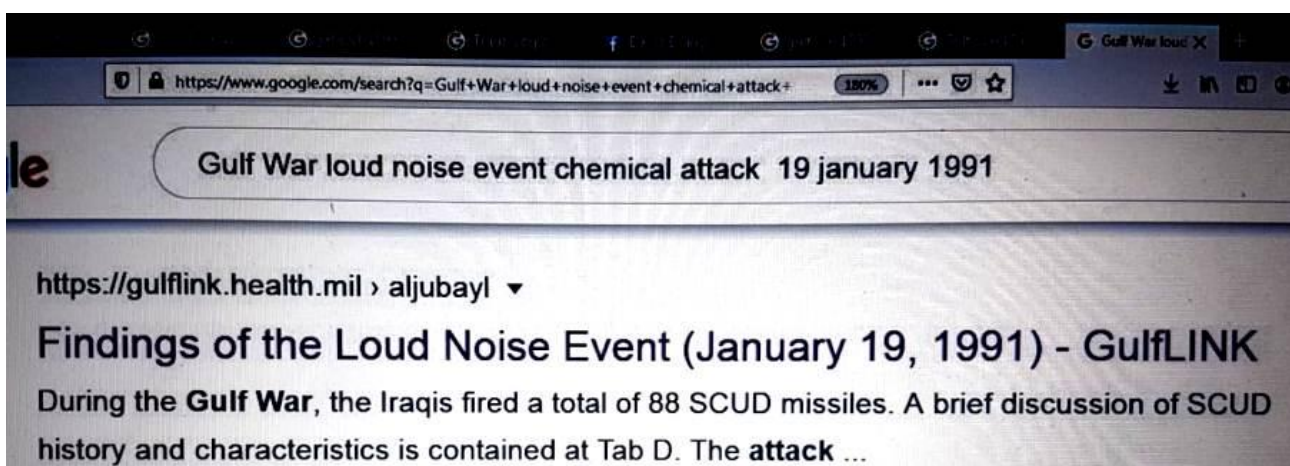 Gulf War loud X
https://www.google.com/search?q=Gulf+War+loud+noise+event+chemical+attack+ 180%
le Gulf War loud noise event chemical attack 19 january 1991
https://gulflink.health.mil › aljubayl
Findings of the Loud Noise Event (January 19, 1991) - GulfLINK
During the Gulf War, the Iraqis fired a total of 88 SCUD missiles. A brief discussion of SCUD
history and characteristics is contained at Tab D. The attack ...